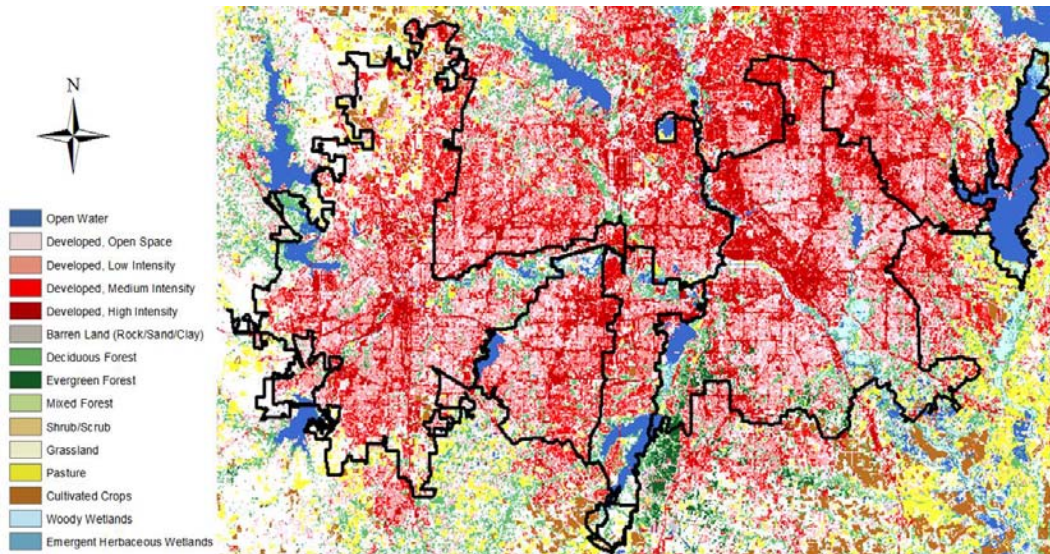 N
Open Water
Developed, Open Space
Developed, Low Intensity
Developed, Medium Intensity
Developed, High Intensity
Barren Land (Rock/Sand/Clay)
Deciduous Forest
Evergreen Forest
Mixed Forest
Shrub/Scrub
Grassland
Pasture
Cultivated Crops
Woody Wetlands
Emergent Herbaceous Wetlands